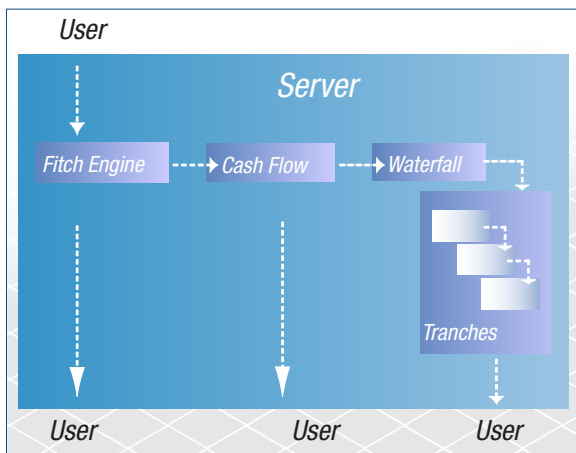 User
Server
Fitch Engine
Cash Flow
Waterfall
Tranches
User
User
User